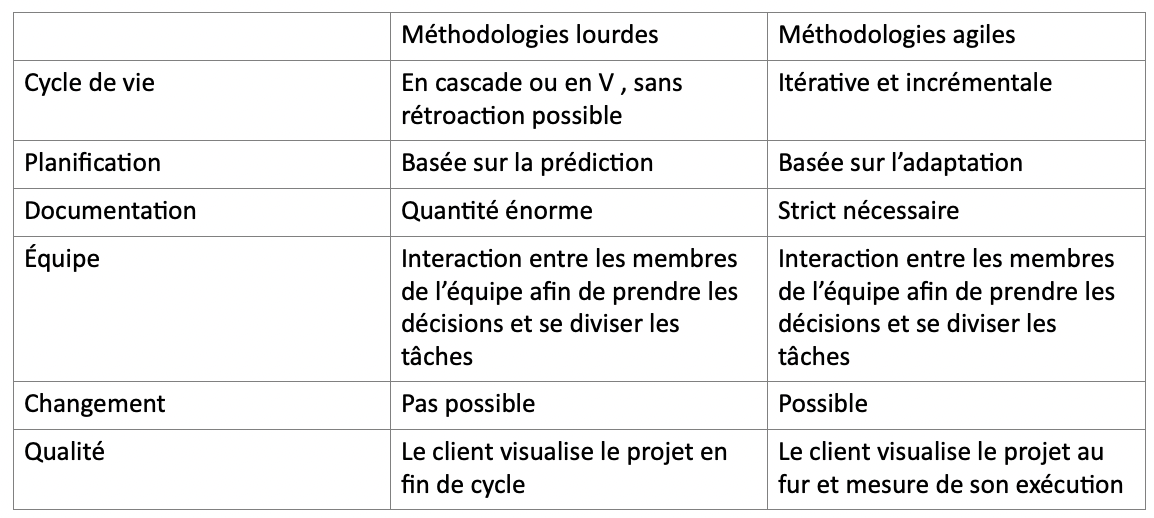 Méthodologies lourdes
Méthodologies agiles
Cycle de vie
En cascade ou en V , sans
rétroaction possible
Itérative et incrémentale
Planification
Basée sur la prédiction
Basée sur l’adaptation
Documentation
Quantité énorme
Strict nécessaire
Équipe
Interaction entre les membres
de l’équipe afin de prendre les
décisions et se diviser les
tâches
Interaction entre les membres
de l’équipe afin de prendre les
décisions et se diviser les
tâches
Changement
Pas possible
Possible
Qualité
Le client visualise le projet en
fin de cycle
Le client visualise le projet au
fur et mesure de son exécution